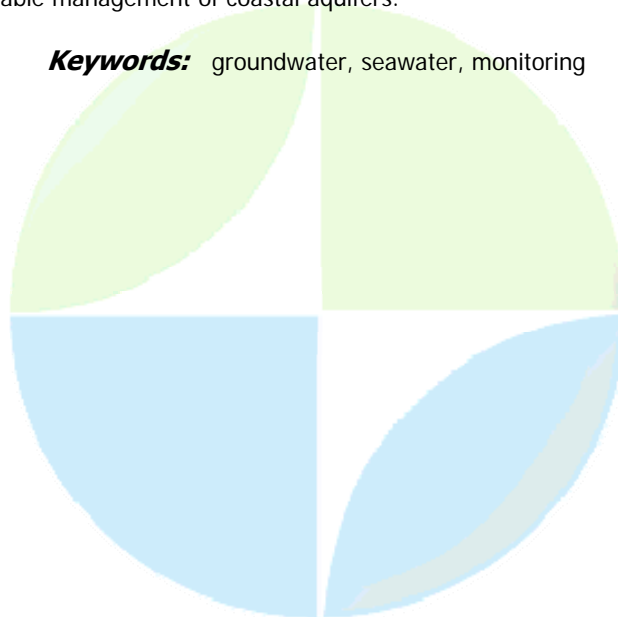 able management of coastal aquifers.
Keywords: groundwater, seawater, monitoring